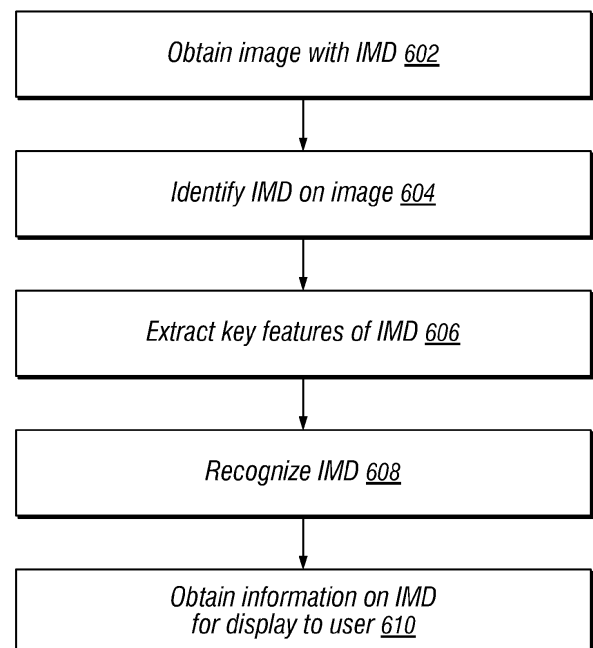 Obtain image with IMD 602
Identify IMD on image 604
Extract key features of IMD 606
Recognize IMD 608
Obtain information on IMD
for display to user 610